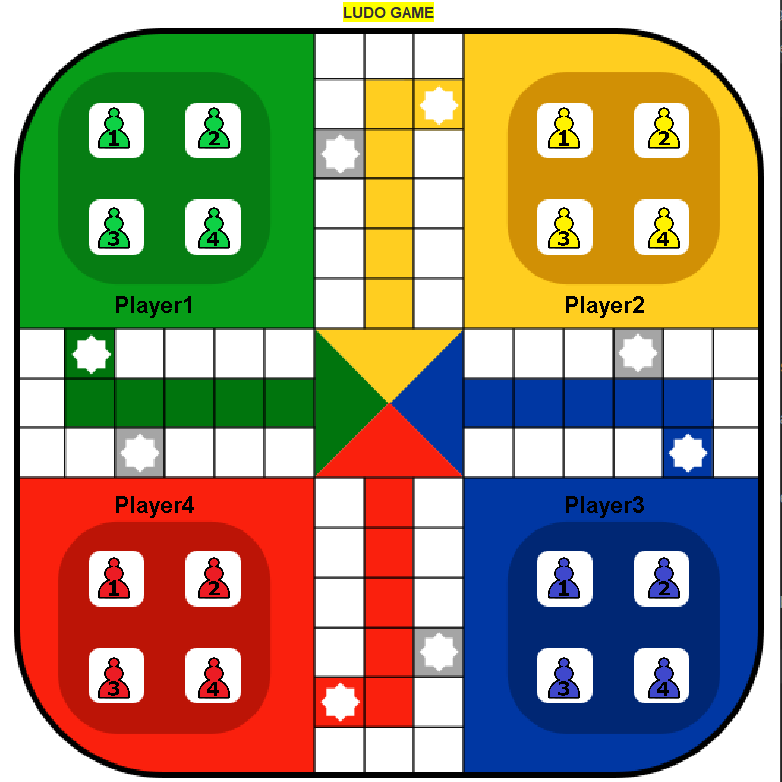 LUDO GAME
1 2 1 2
3 4 3 4
Player1 Player2
Player4 Player3
1 2 1 2
3 4 3 4